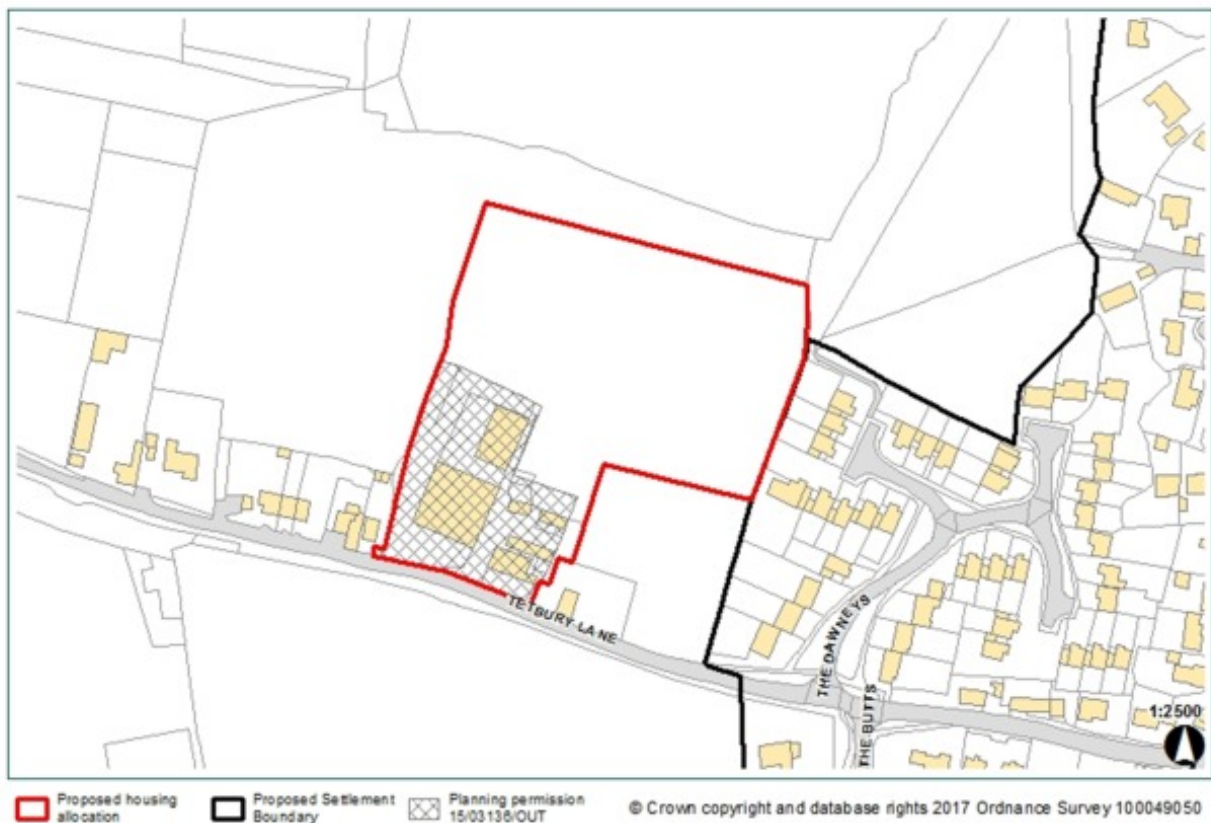 TETBURY LANE
THE DAWNEYS
THE BUTTS
1:2500
Proposed housing
allocation
Proposed Settlement
Boundary
Planning permission
15/03136/OUT
© Crown copyright and database rights 2017 Ordnance Survey 100049050